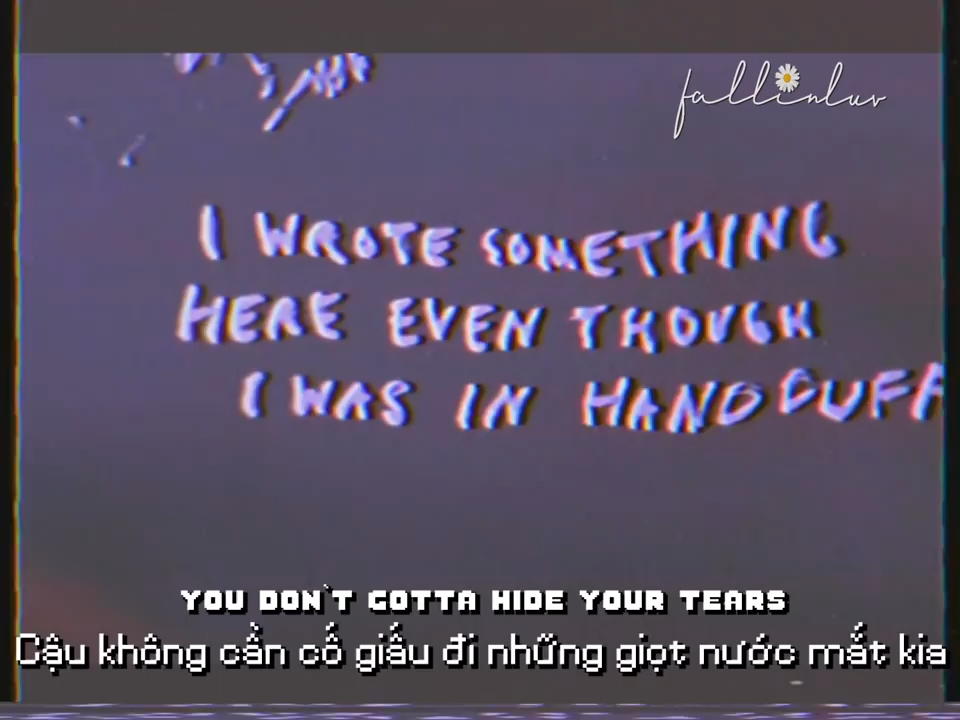 fallinluv
I WROTE SOMETHING
HERE EVEN THOUGH
I WAS IN HANDCUFF
YOU DON'T GOTTA HIDE YOUR TEARS
Cậu không cần cố giấu đi những giọt nước mắt kia